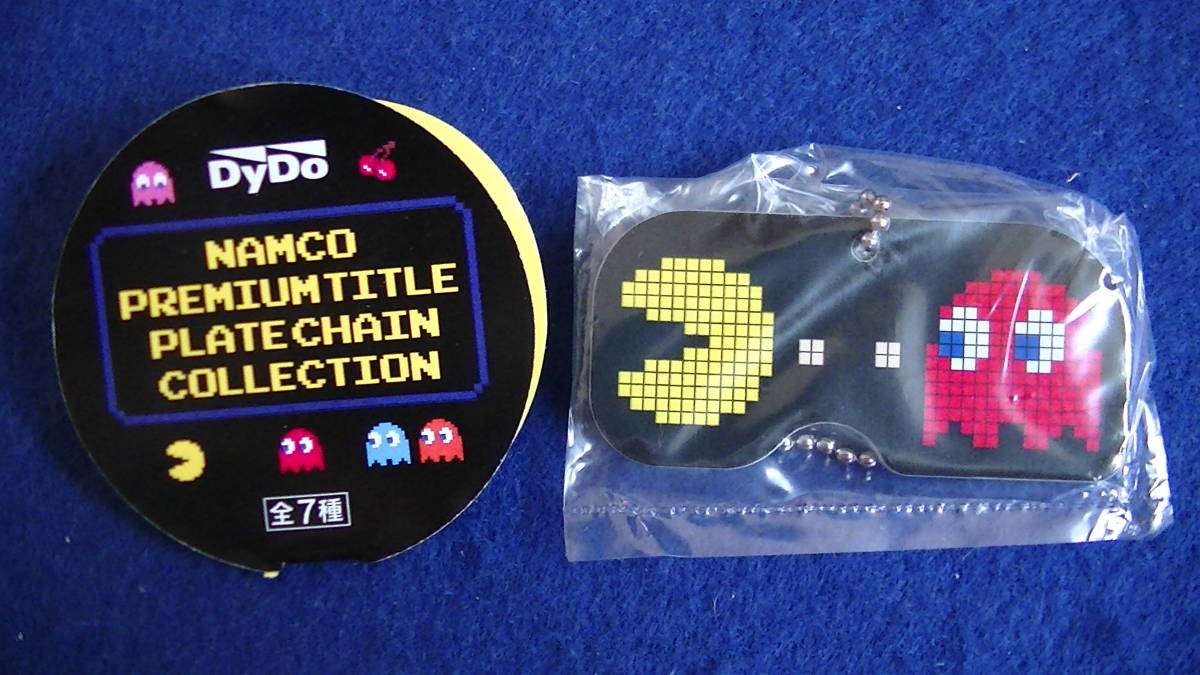 DyDo
NAMCO
PREMIUM TITLE
PLATE CHAIN
COLLECTION
全7種